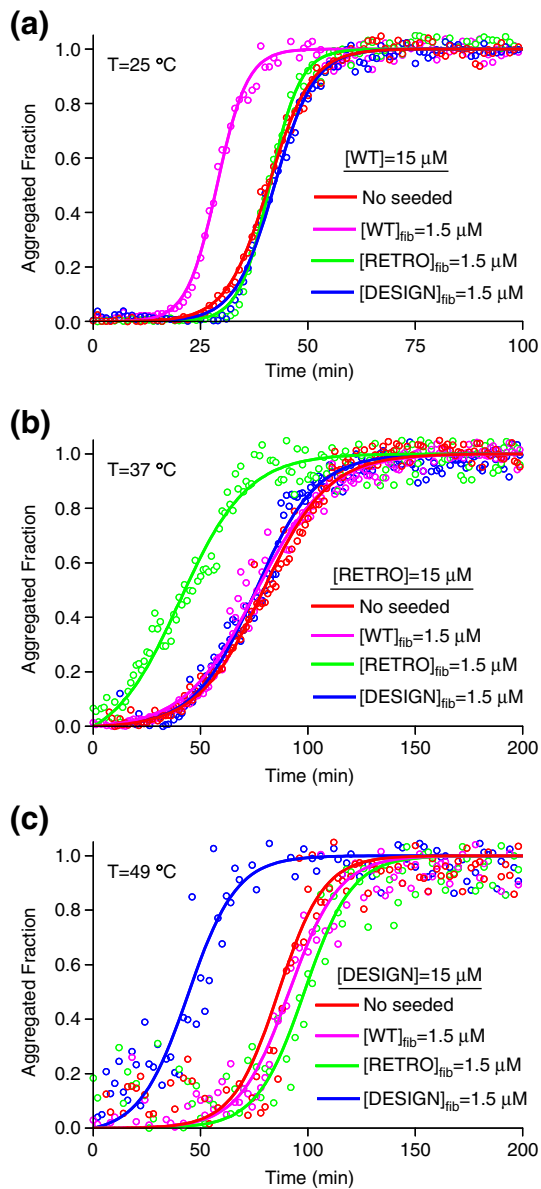 (a)
1.0
0.8
0.6
0.4
0.2
0.0
Aggregated Fraction
T=25 ºC
[WT]=15 µM
No seeded
[WT]fib=1.5 µM
[RETRO]fib=1.5 µM
[DESIGN]fib=1.5 µM
0 25 50 75 100
Time (min)
(b)
1.0
0.8
0.6
0.4
0.2
0.0
Aggregated Fraction
T=37 ºC
[RETRO]=15 µM
No seeded
[WT]fib=1.5 µM
[RETRO]fib=1.5 µM
[DESIGN]fib=1.5 µM
0 50 100 150 200
Time (min)
(c)
1.0
0.8
0.6
0.4
0.2
0.0
Aggregated Fraction
T=49 ºC
[DESIGN]=15 µM
No seeded
[WT]fib=1.5 µM
[RETRO]fib=1.5 µM
[DESIGN]fib=1.5 µM
0 50 100 150 200
Time (min)